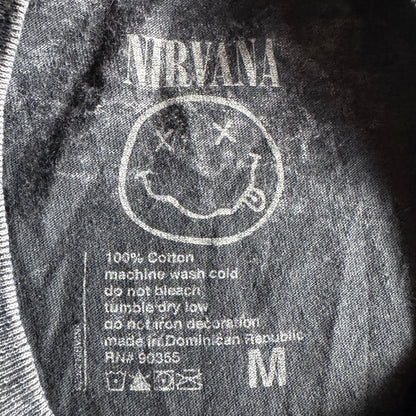 NIRVANA
100% Cotton
machine wash cold
do not bleach
tumble dry low
do not iron decoration
made in Dominican Republic
RN# 90355
M
NIRVANA